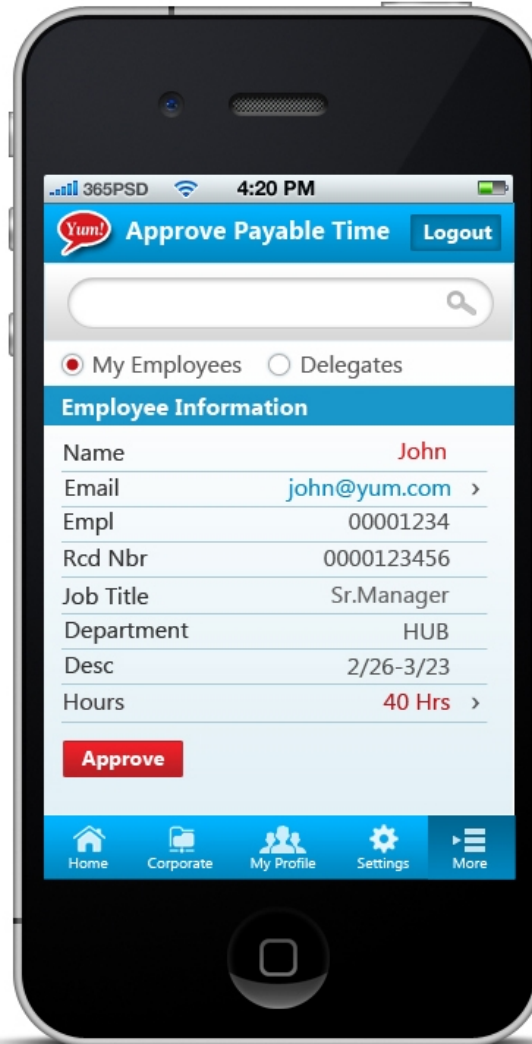 365PSD 4:20 PM
Yum! Approve Payable Time Logout
My Employees Delegates
Employee Information
Name John
Email john@yum.com >
Empl 00001234
Rcd Nbr 0000123456
Job Title Sr.Manager
Department HUB
Desc 2/26-3/23
Hours 40 Hrs >
Approve
Home Corporate My Profile Settings More